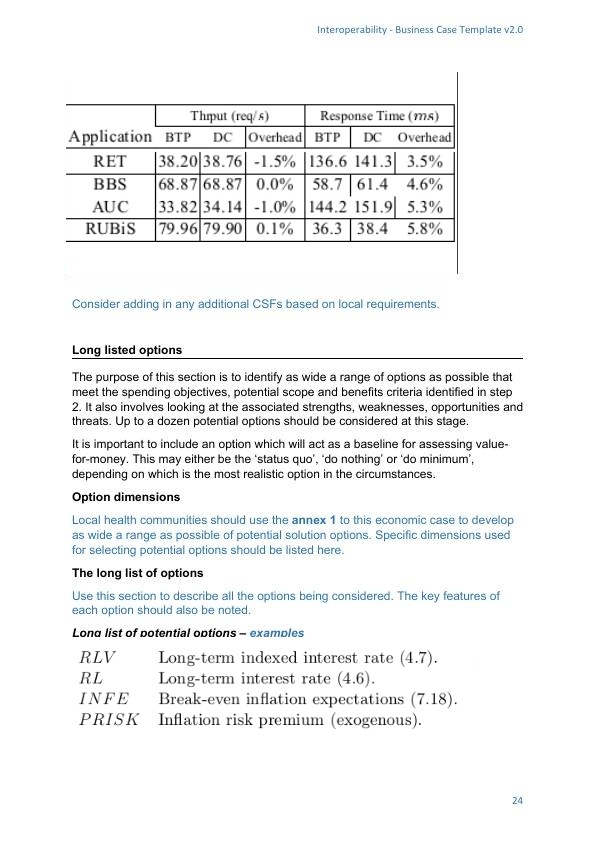 Interoperability - Business Case Template v2.0
Thrput (req/s) Response Time (ms)
Application BTP DC Overhead BTP DC Overhead
RET 38.20 38.76 -1.5% 136.6 141.3 3.5%
BBS 68.87 68.87 0.0% 58.7 61.4 4.6%
AUC 33.82 34.14 -1.0% 144.2 151.9 5.3%
RUBiS 79.96 79.90 0.1% 36.3 38.4 5.8%
Consider adding in any additional CSFs based on local requirements.
Long listed options
The purpose of this section is to identify as wide a range of options as possible that
meet the spending objectives, potential scope and benefits criteria identified in step
2. It also involves looking at the associated strengths, weaknesses, opportunities and
threats. Up to a dozen potential options should be considered at this stage.
It is important to include an option which will act as a baseline for assessing value-
for-money. This may either be the ‘status quo’, ‘do nothing’ or ‘do minimum’,
depending on which is the most realistic option in the circumstances.
Option dimensions
Local health communities should use the annex 1 to this economic case to develop
as wide a range as possible of potential solution options. Specific dimensions used
for selecting potential options should be listed here.
The long list of options
Use this section to describe all the options being considered. The key features of
each option should also be noted.
Long list of potential options – examples
RLV Long-term indexed interest rate (4.7).
RL Long-term interest rate (4.6).
INFE Break-even inflation expectations (7.18).
PRISK Inflation risk premium (exogenous).
24